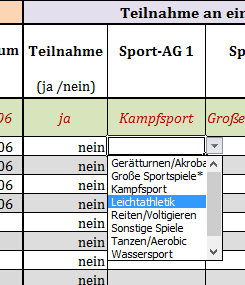 Teilnahme an ein
um Teilnahme Sport-AG 1 Sp
(ja /nein)
06 ja Kampfsport Große
06 nein
06 nein Gerätturnen/Akroba
06 nein Große Sportspiele*
06 nein Kampfsport
nein Leichtathletik
nein Reiten/Voltigieren
nein Sonstige Spiele
nein Tanzen/Aerobic
Wassersport